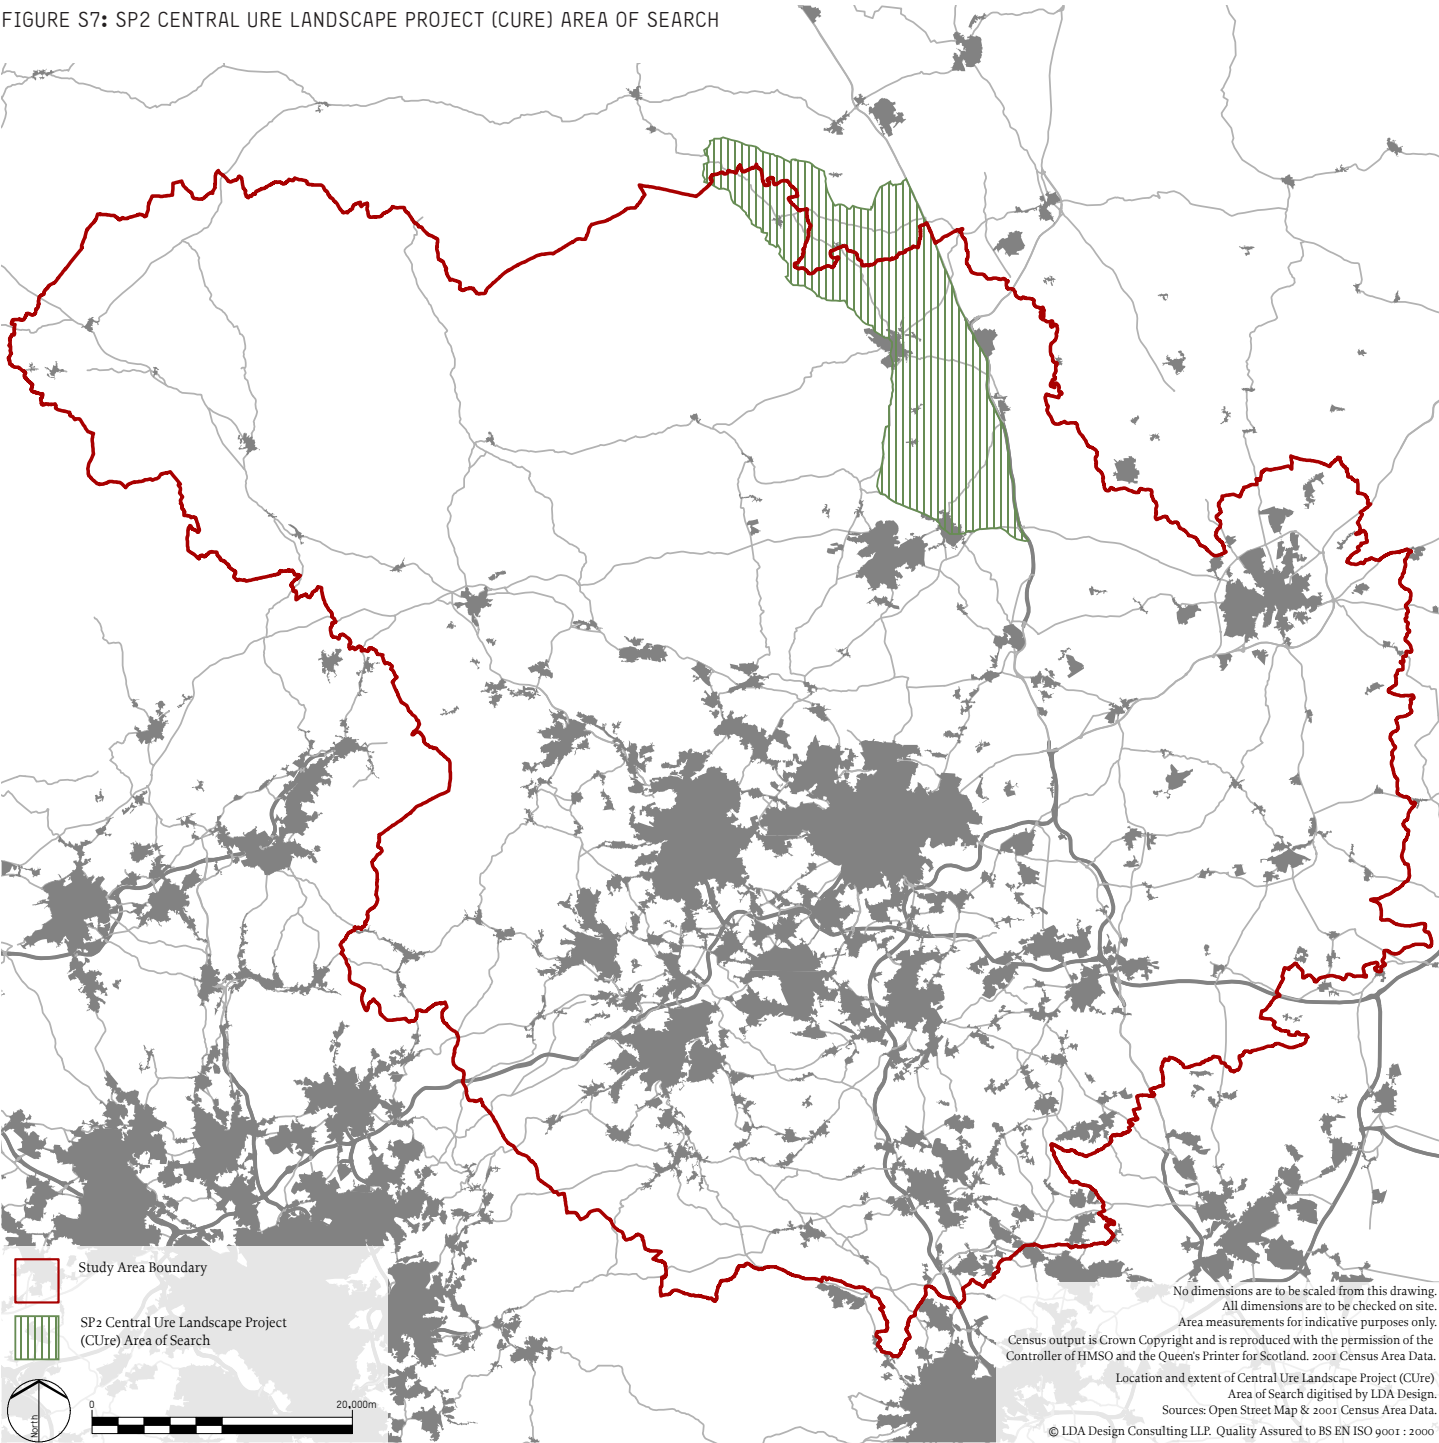 FIGURE S7: SP2 CENTRAL URE LANDSCAPE PROJECT (CURE) AREA OF SEARCH
Study Area Boundary
SP2 Central Ure Landscape Project
(CUre) Area of Search
North
0
20,000m
No dimensions are to be scaled from this drawing.
All dimensions are to be checked on site.
Area measurements for indicative purposes only.
Census output is Crown Copyright and is reproduced with the permission of the
Controller of HMSO and the Queen's Printer for Scotland. 2001 Census Area Data.
Location and extent of Central Ure Landscape Project (CUre)
Area of Search digitised by LDA Design.
Sources: Open Street Map & 2001 Census Area Data.
© LDA Design Consulting LLP. Quality Assured to BS EN ISO 9001 : 2000